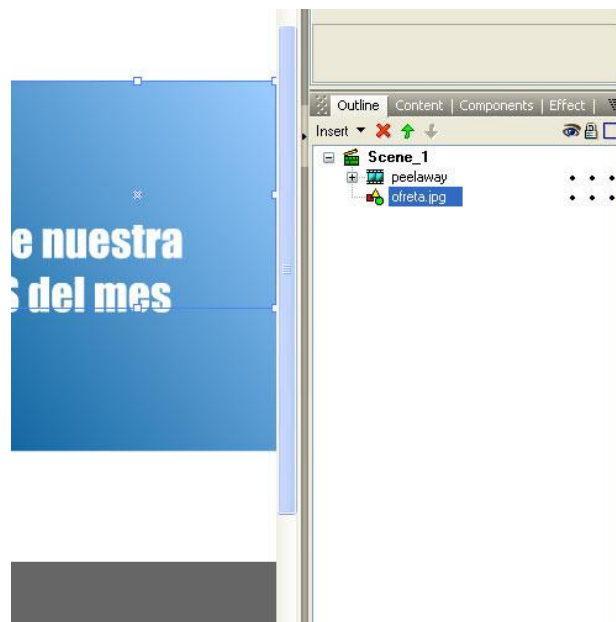 Outline Content Components Effect
Insert
Scene_1
peelaway
ofreta.jpg
e nuestra
S del mes